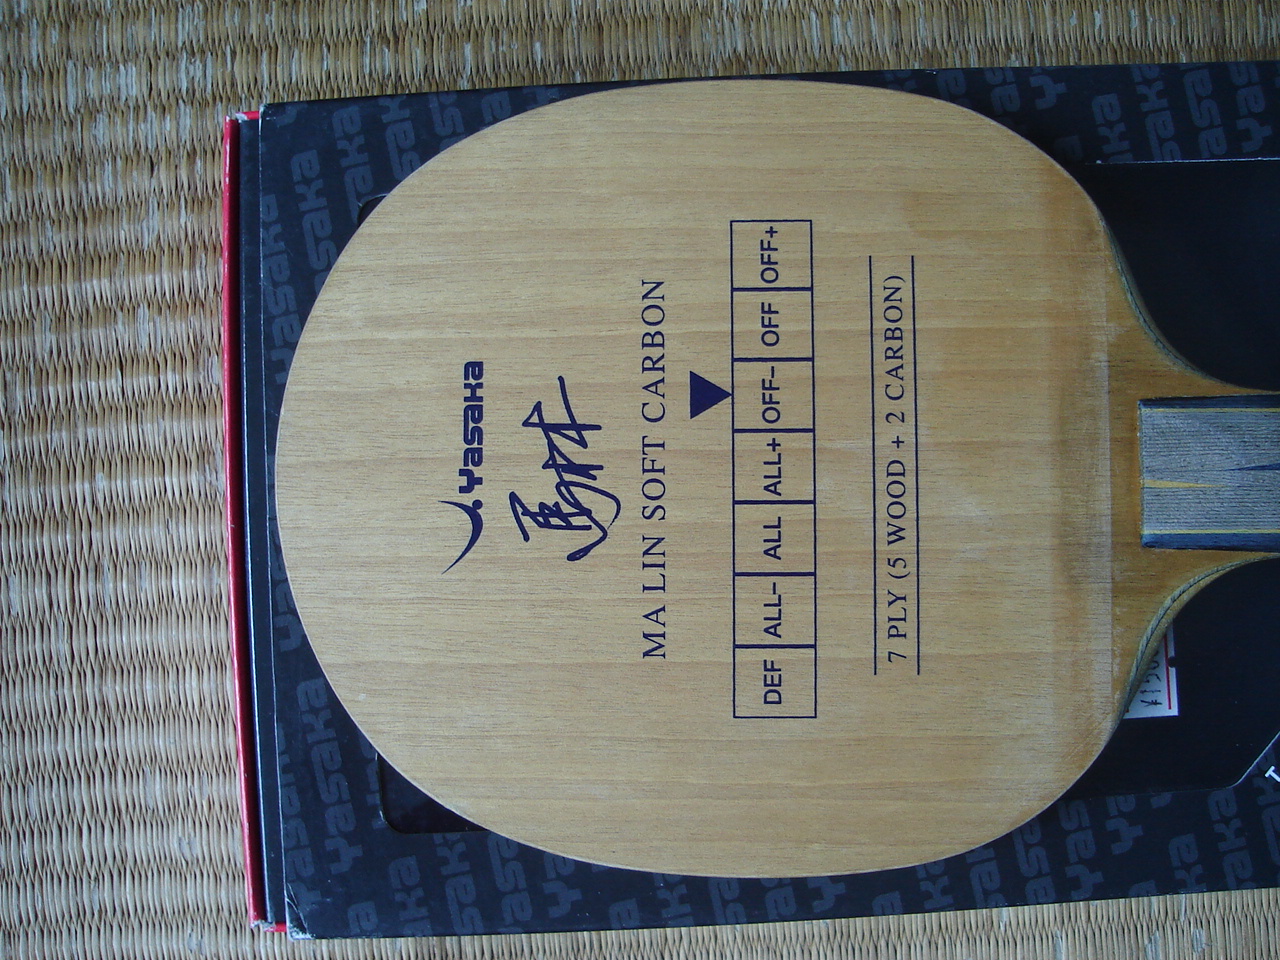 Yasaka
馬林
MA LIN SOFT CARBON
DEF ALL- ALL ALL+ OFF- OFF OFF+
7 PLY (5 WOOD + 2 CARBON)